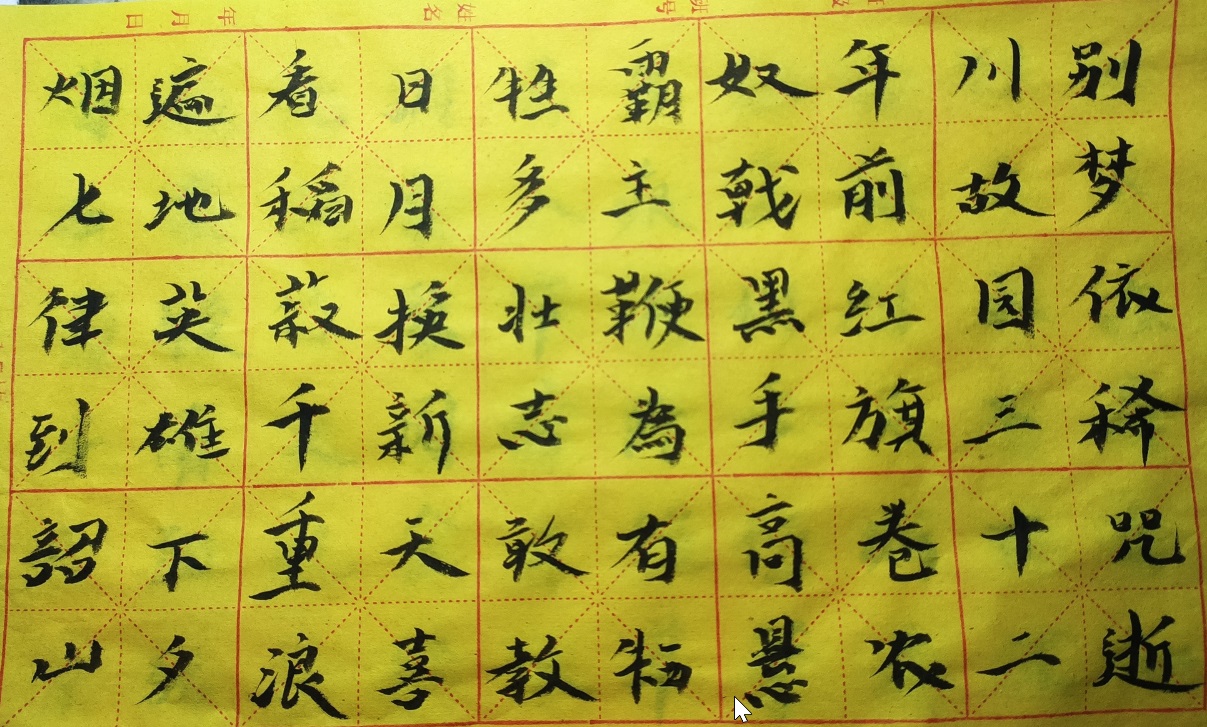 号
姓名
年 月 日
别梦依稀咒逝
川故园三十二
年前红旗卷农
奴戟黑手高悬
霸主鞭為有牺
牲多壮志敢教
日月换新天喜
看稻菽千重浪
遍地英雄下夕
烟七律到韶山